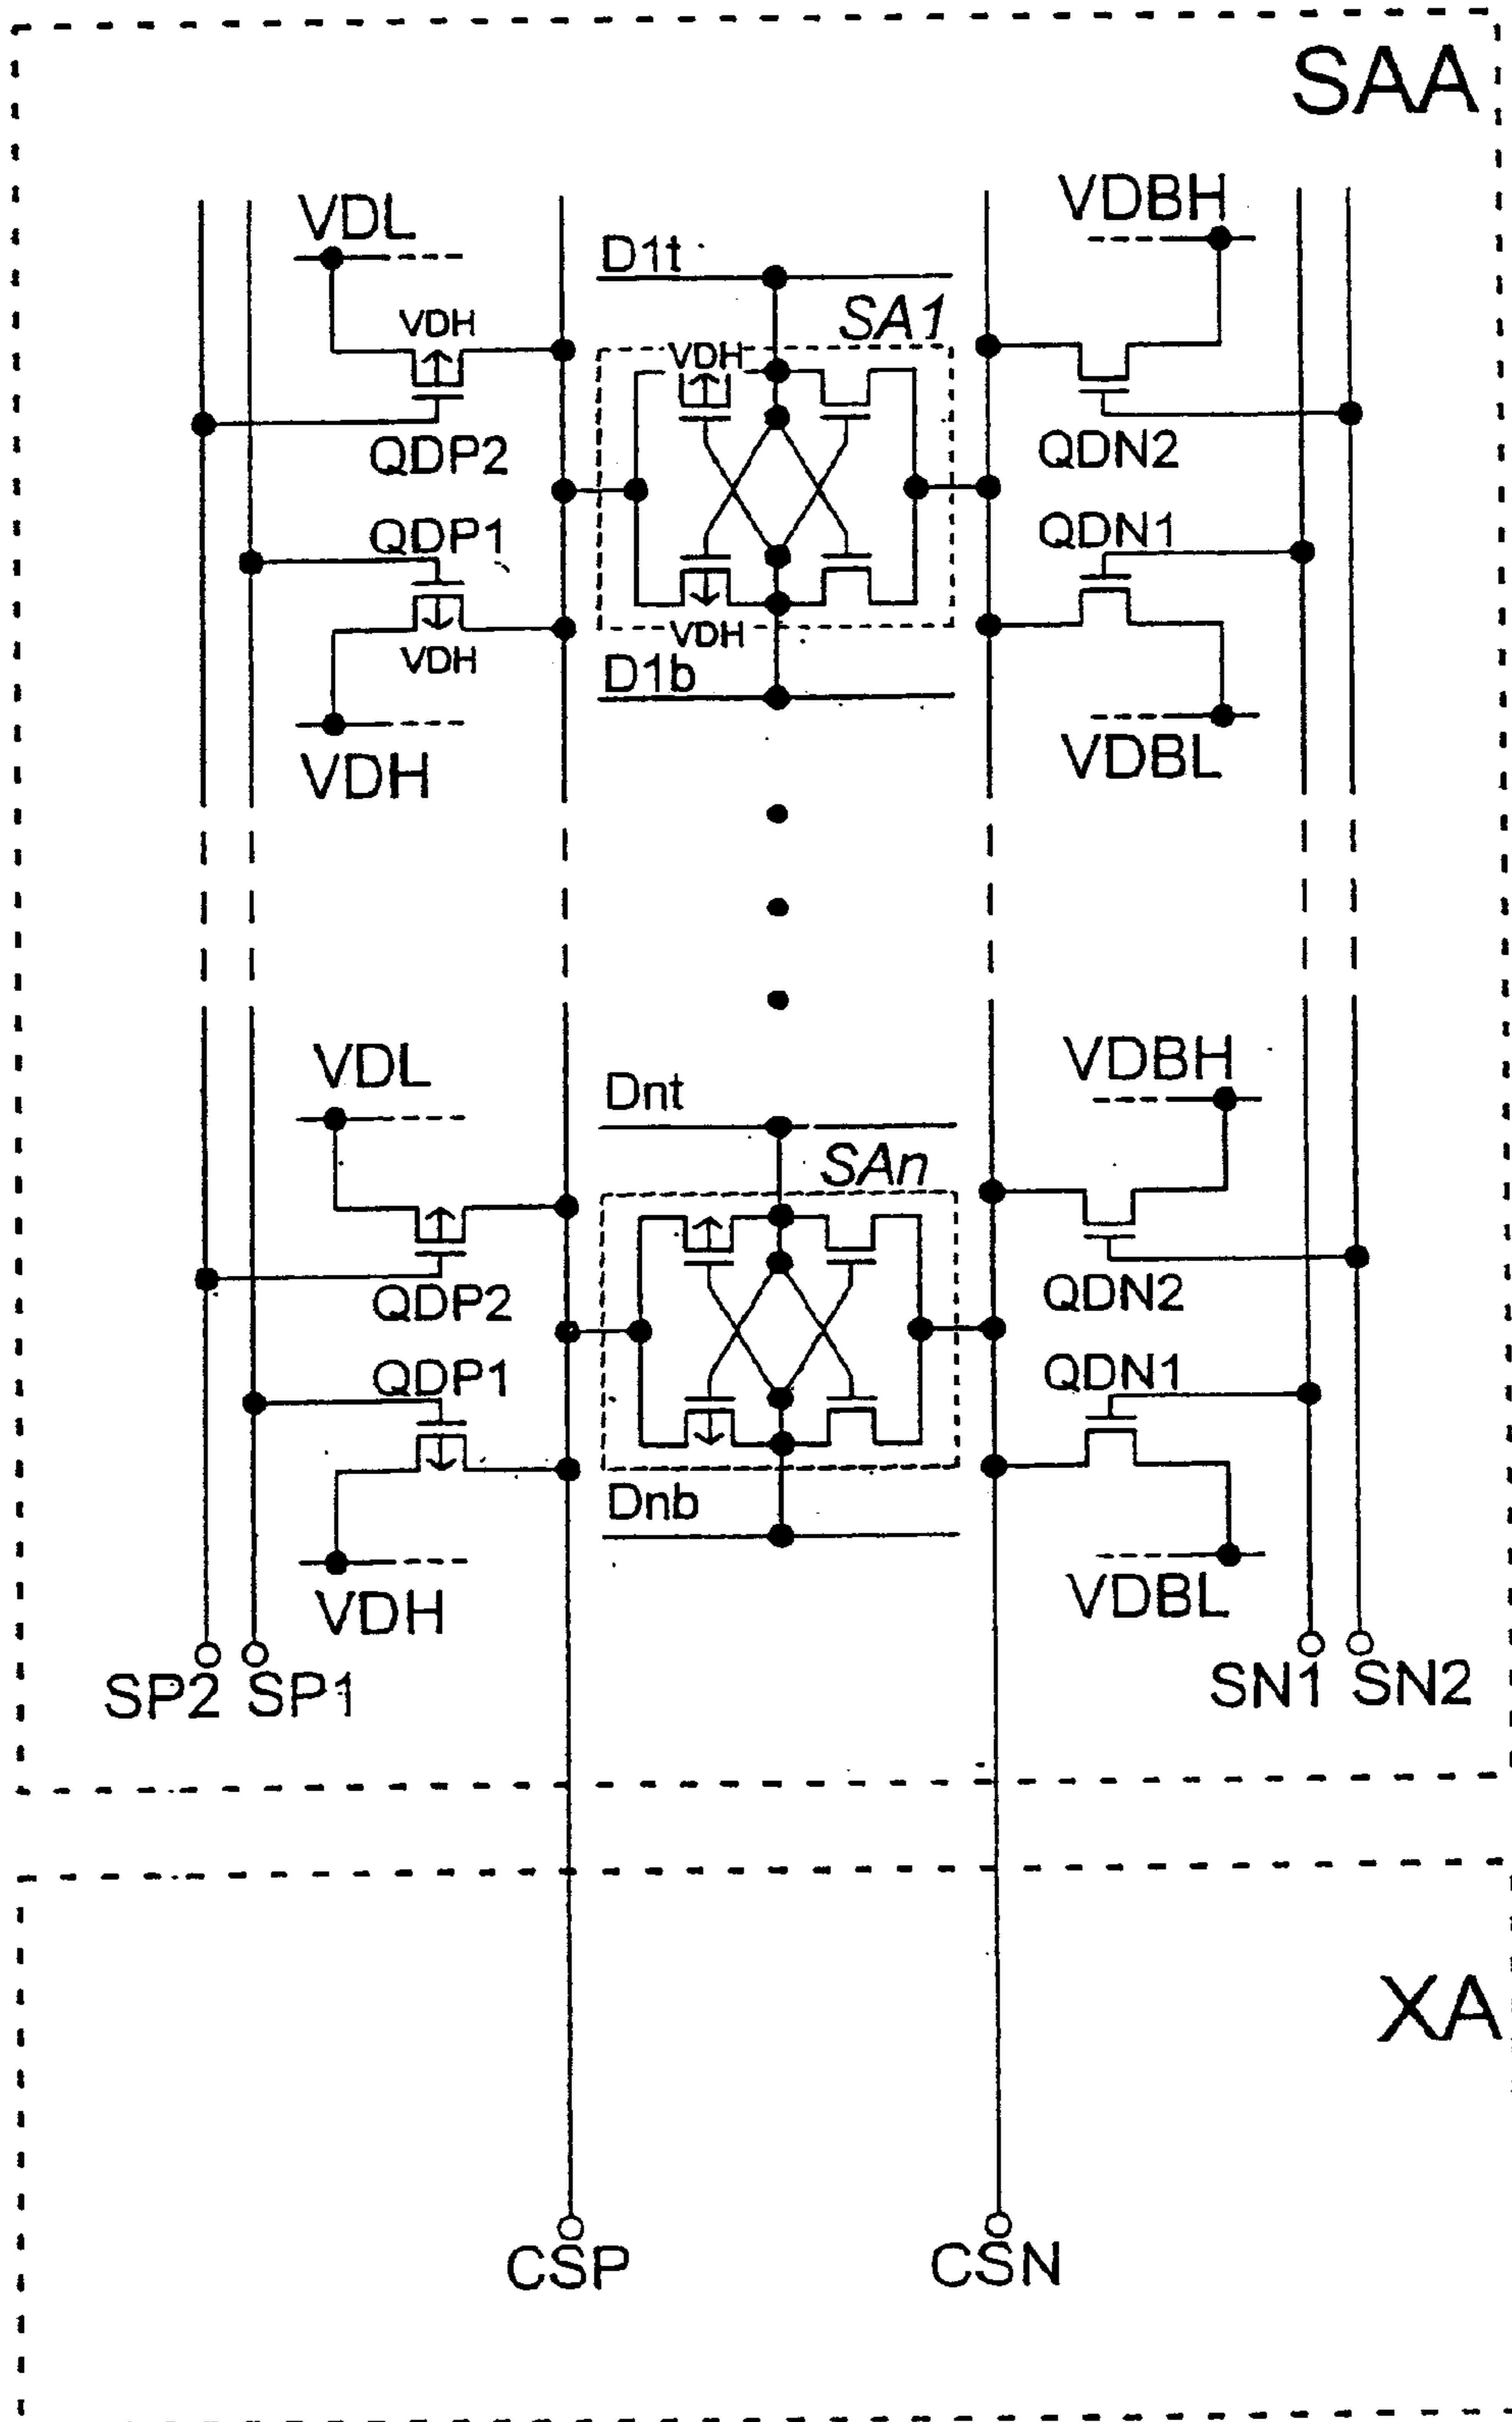 SAA
VDL
VDBH
D1t
SA1
VDH
VDH
QDP2
QDN2
QDP1
QDN1
VDH
VDH
D1b
VDH
VDBL
VDL
VDBH
Dnt
SAn
QDP2
QDN2
QDP1
QDN1
Dnb
VDH
VDBL
SP2 SP1
SN1 SN2
XA
CSP
CSN